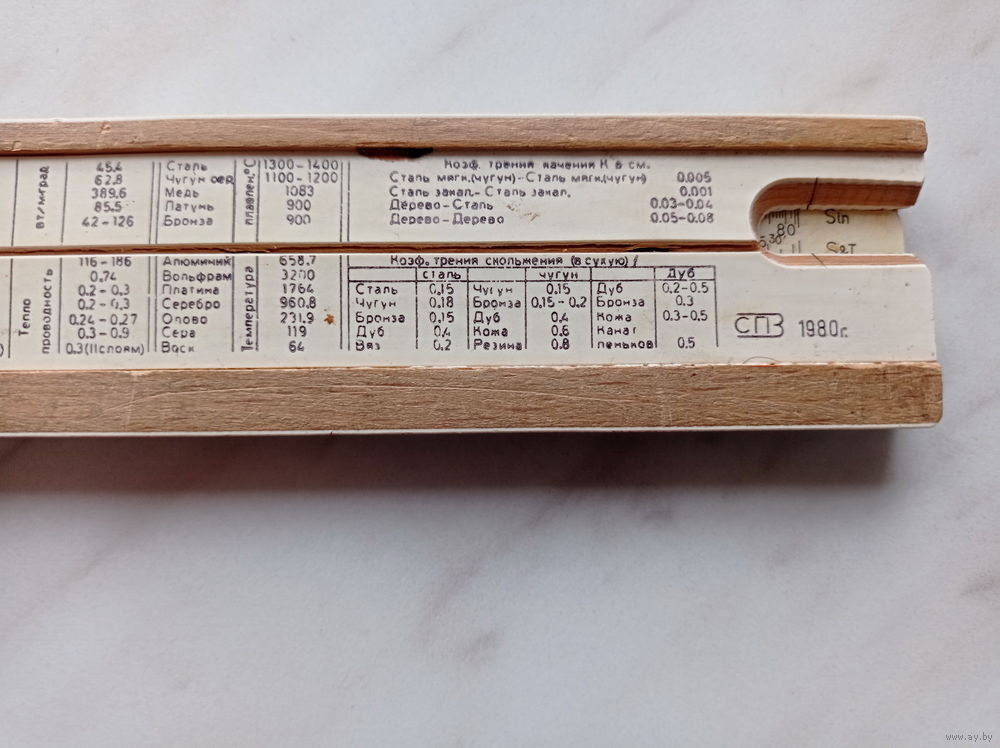 вт/мград
45.4 Сталь плавлен.°С 1300-1400 Коэф. трения качения К в см.
62,8 Чугун сер. 1100-1200 Сталь мягк.(чугун)-Сталь мягк.(чугун) 0.005
389,6 Медь 1083 Сталь закал.-Сталь закал. 0.001
85.5 Латунь 900 Дерево-Сталь 0.03-0.04
42-126 Бронза 900 Дерево-Дерево 0.05-0.08
80 Sin
S&T
Тепло проводность
116-186 Алюминий Температура 658.7 Коэф. трения скольжения (в сухую) f
0,74 Вольфрам 3200 сталь чугун Дуб
0.2-0.3 Платина 1764 Сталь 0,15 Чугун 0.15 Дуб 0,2-0.5
0.2-0,3 Серебро 960,8 Чугун 0.18 Бронза 0,15-0.2 Бронза 0.3
0.24-0.27 Олово 231,9 Бронза 0,15 Дуб 0,4 Кожа 0.3-0.5
0.3-0.9 Сера 119 Дуб 0,4 Кожа 0.6 Канат
0.3(IIслоям) Воск 64 Вяз 0.2 Резина 0.8 пеньков 0.5
СПЗ 1980г.
www.ay.by